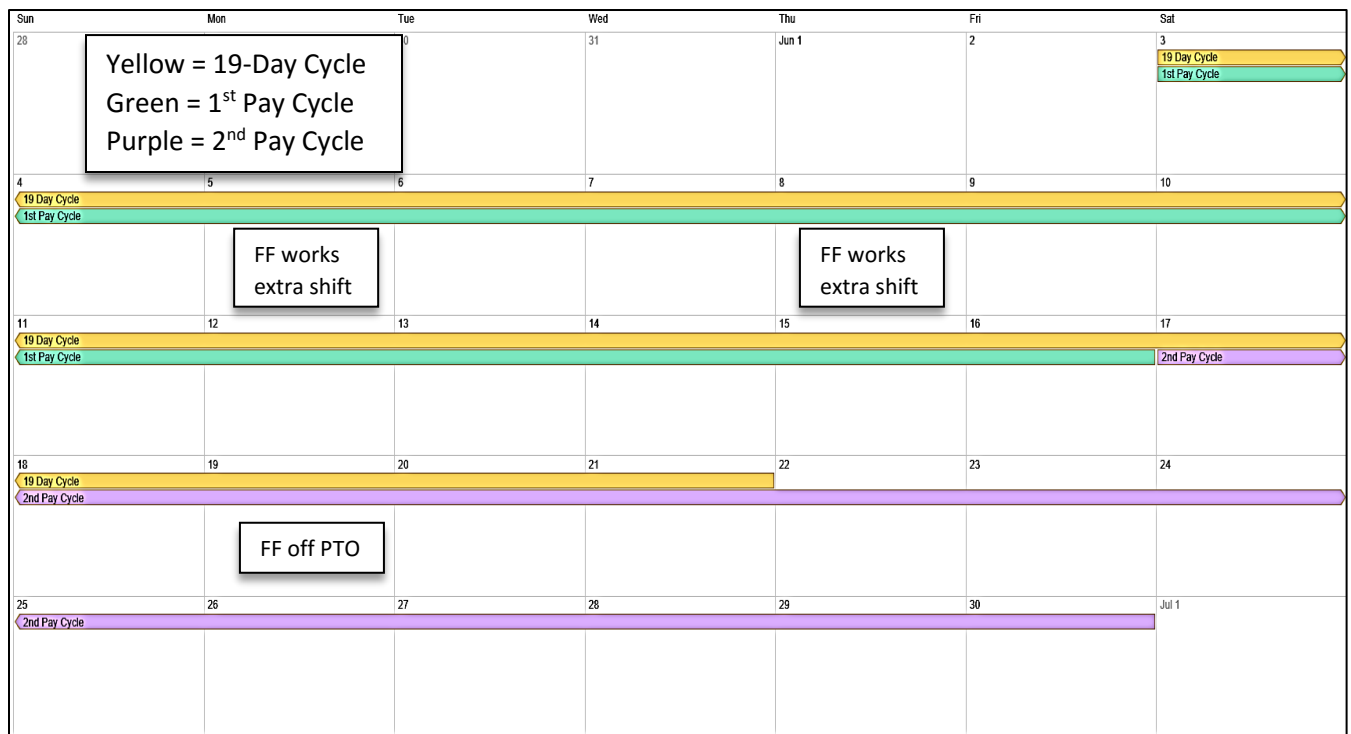 Sun Mon Tue Wed Thu Fri Sat
28 31 Jun 1 2 3
Yellow = 19-Day Cycle
Green = 1st Pay Cycle
Purple = 2nd Pay Cycle
19 Day Cycle
1st Pay Cycle
4 5 6 7 8 9 10
19 Day Cycle
1st Pay Cycle
FF works
extra shift
FF works
extra shift
11 12 13 14 15 16 17
19 Day Cycle
1st Pay Cycle 2nd Pay Cycle
18 19 20 21 22 23 24
19 Day Cycle
2nd Pay Cycle
FF off PTO
25 26 27 28 29 30 Jul 1
2nd Pay Cycle